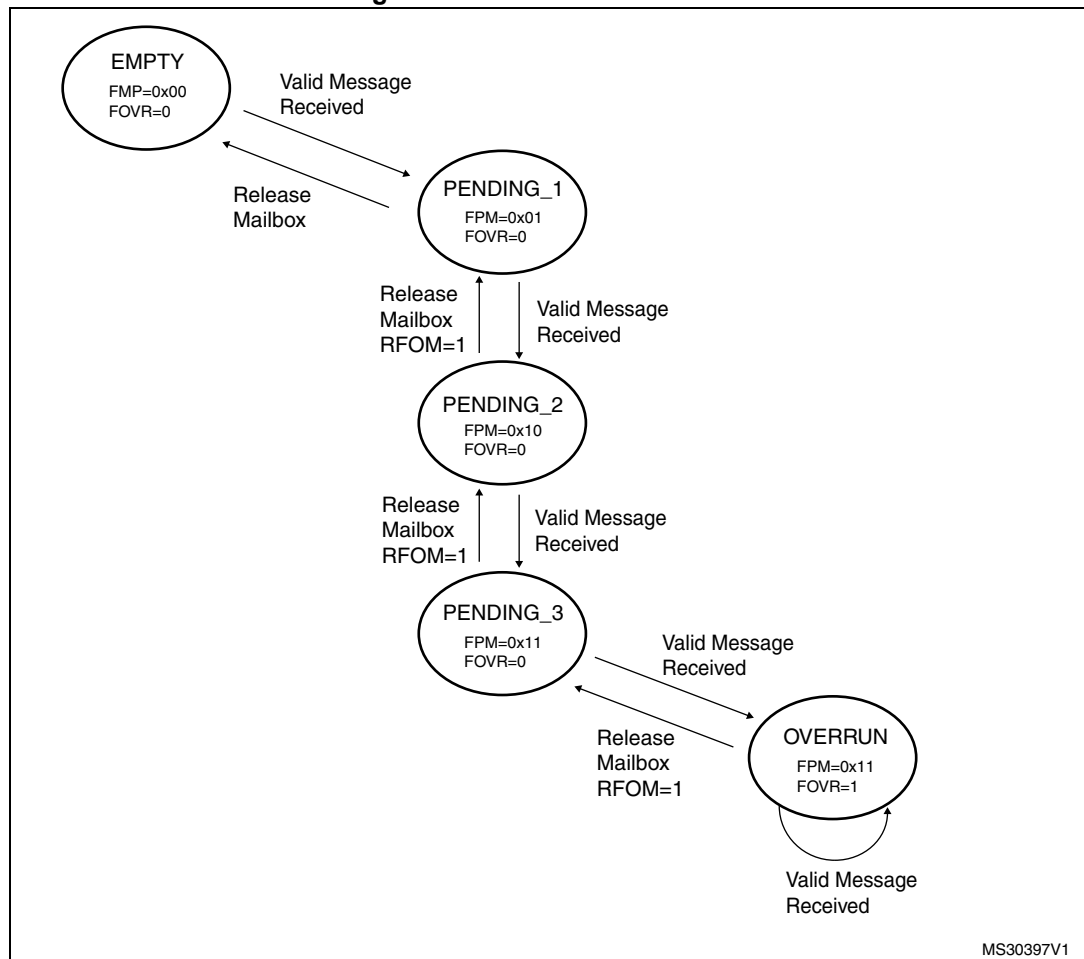 EMPTY
FMP=0x00
FOVR=0
Valid Message
Received
Release
Mailbox
PENDING_1
FPM=0x01
FOVR=0
Release
Mailbox
RFOM=1
Valid Message
Received
PENDING_2
FPM=0x10
FOVR=0
Release
Mailbox
RFOM=1
Valid Message
Received
PENDING_3
FPM=0x11
FOVR=0
Valid Message
Received
Release
Mailbox
RFOM=1
OVERRUN
FPM=0x11
FOVR=1
Valid Message
Received
MS30397V1